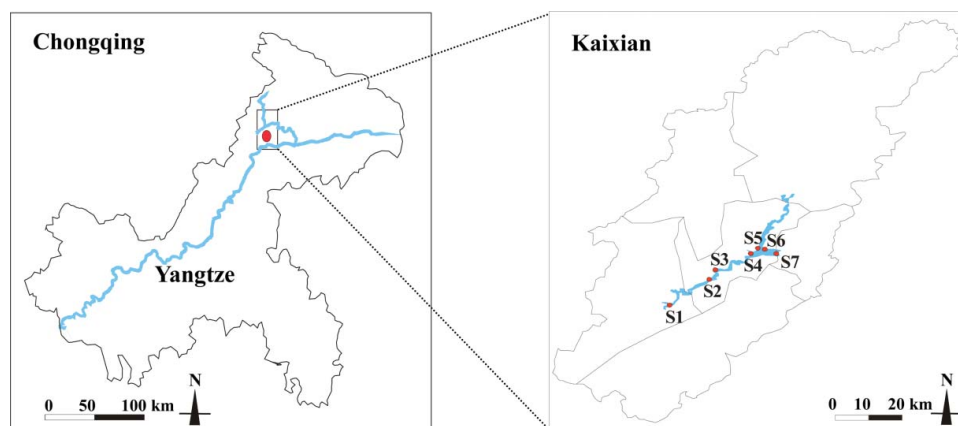 Chongqing
Yangtze
0 50 100 km
N
Kaixian
S5 S6
S4 S7
S3
S2
S1
0 10 20 km
N